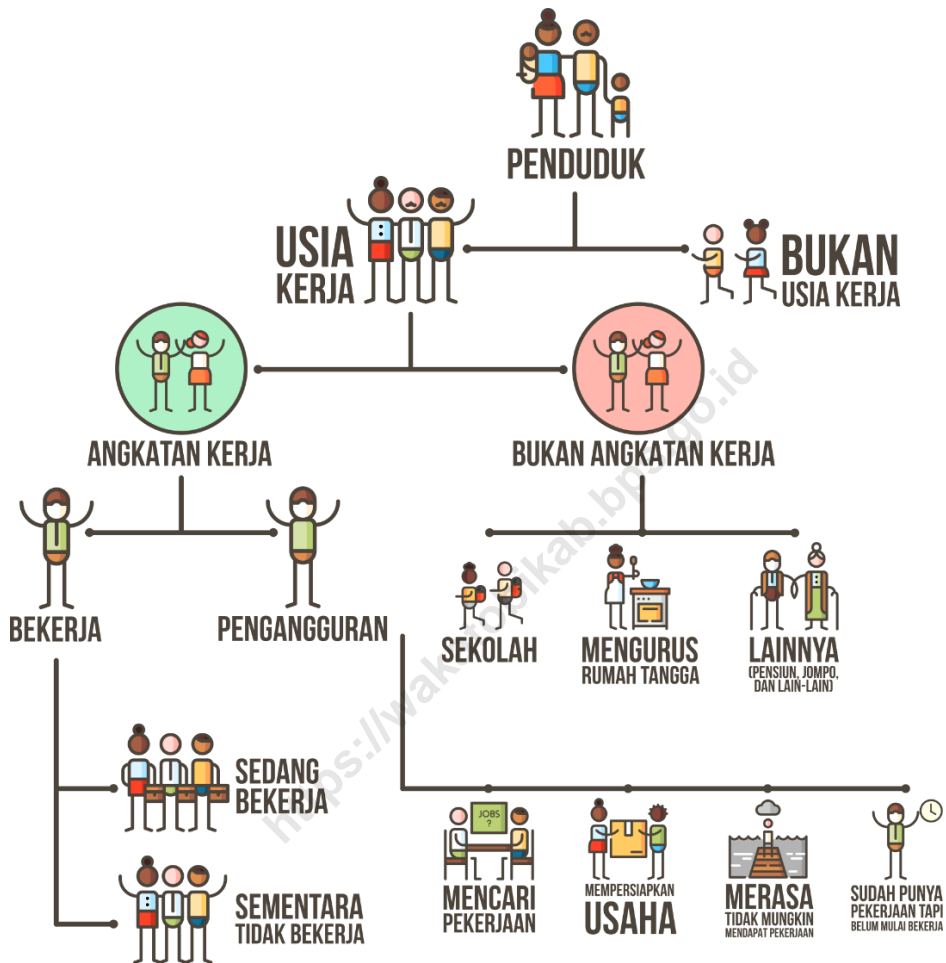 PENDUDUK
USIA
KERJA
BUKAN
USIA KERJA
ANGKATAN KERJA
BUKAN ANGKATAN KERJA
BEKERJA
PENGANGGURAN
SEKOLAH
MENGURUS
RUMAH TANGGA
LAINNYA
(PENSIUN, JOMPO,
DAN LAIN-LAIN)
SEDANG
BEKERJA
SEMENTARA
TIDAK BEKERJA
JOBS
?
MENCARI
PEKERJAAN
MEMPERSIAPKAN
USAHA
MERASA
TIDAK MUNGKIN
MENDAPAT PEKERJAAN
SUDAH PUNYA
PEKERJAAN TAPI
BELUM MULAI BEKERJA